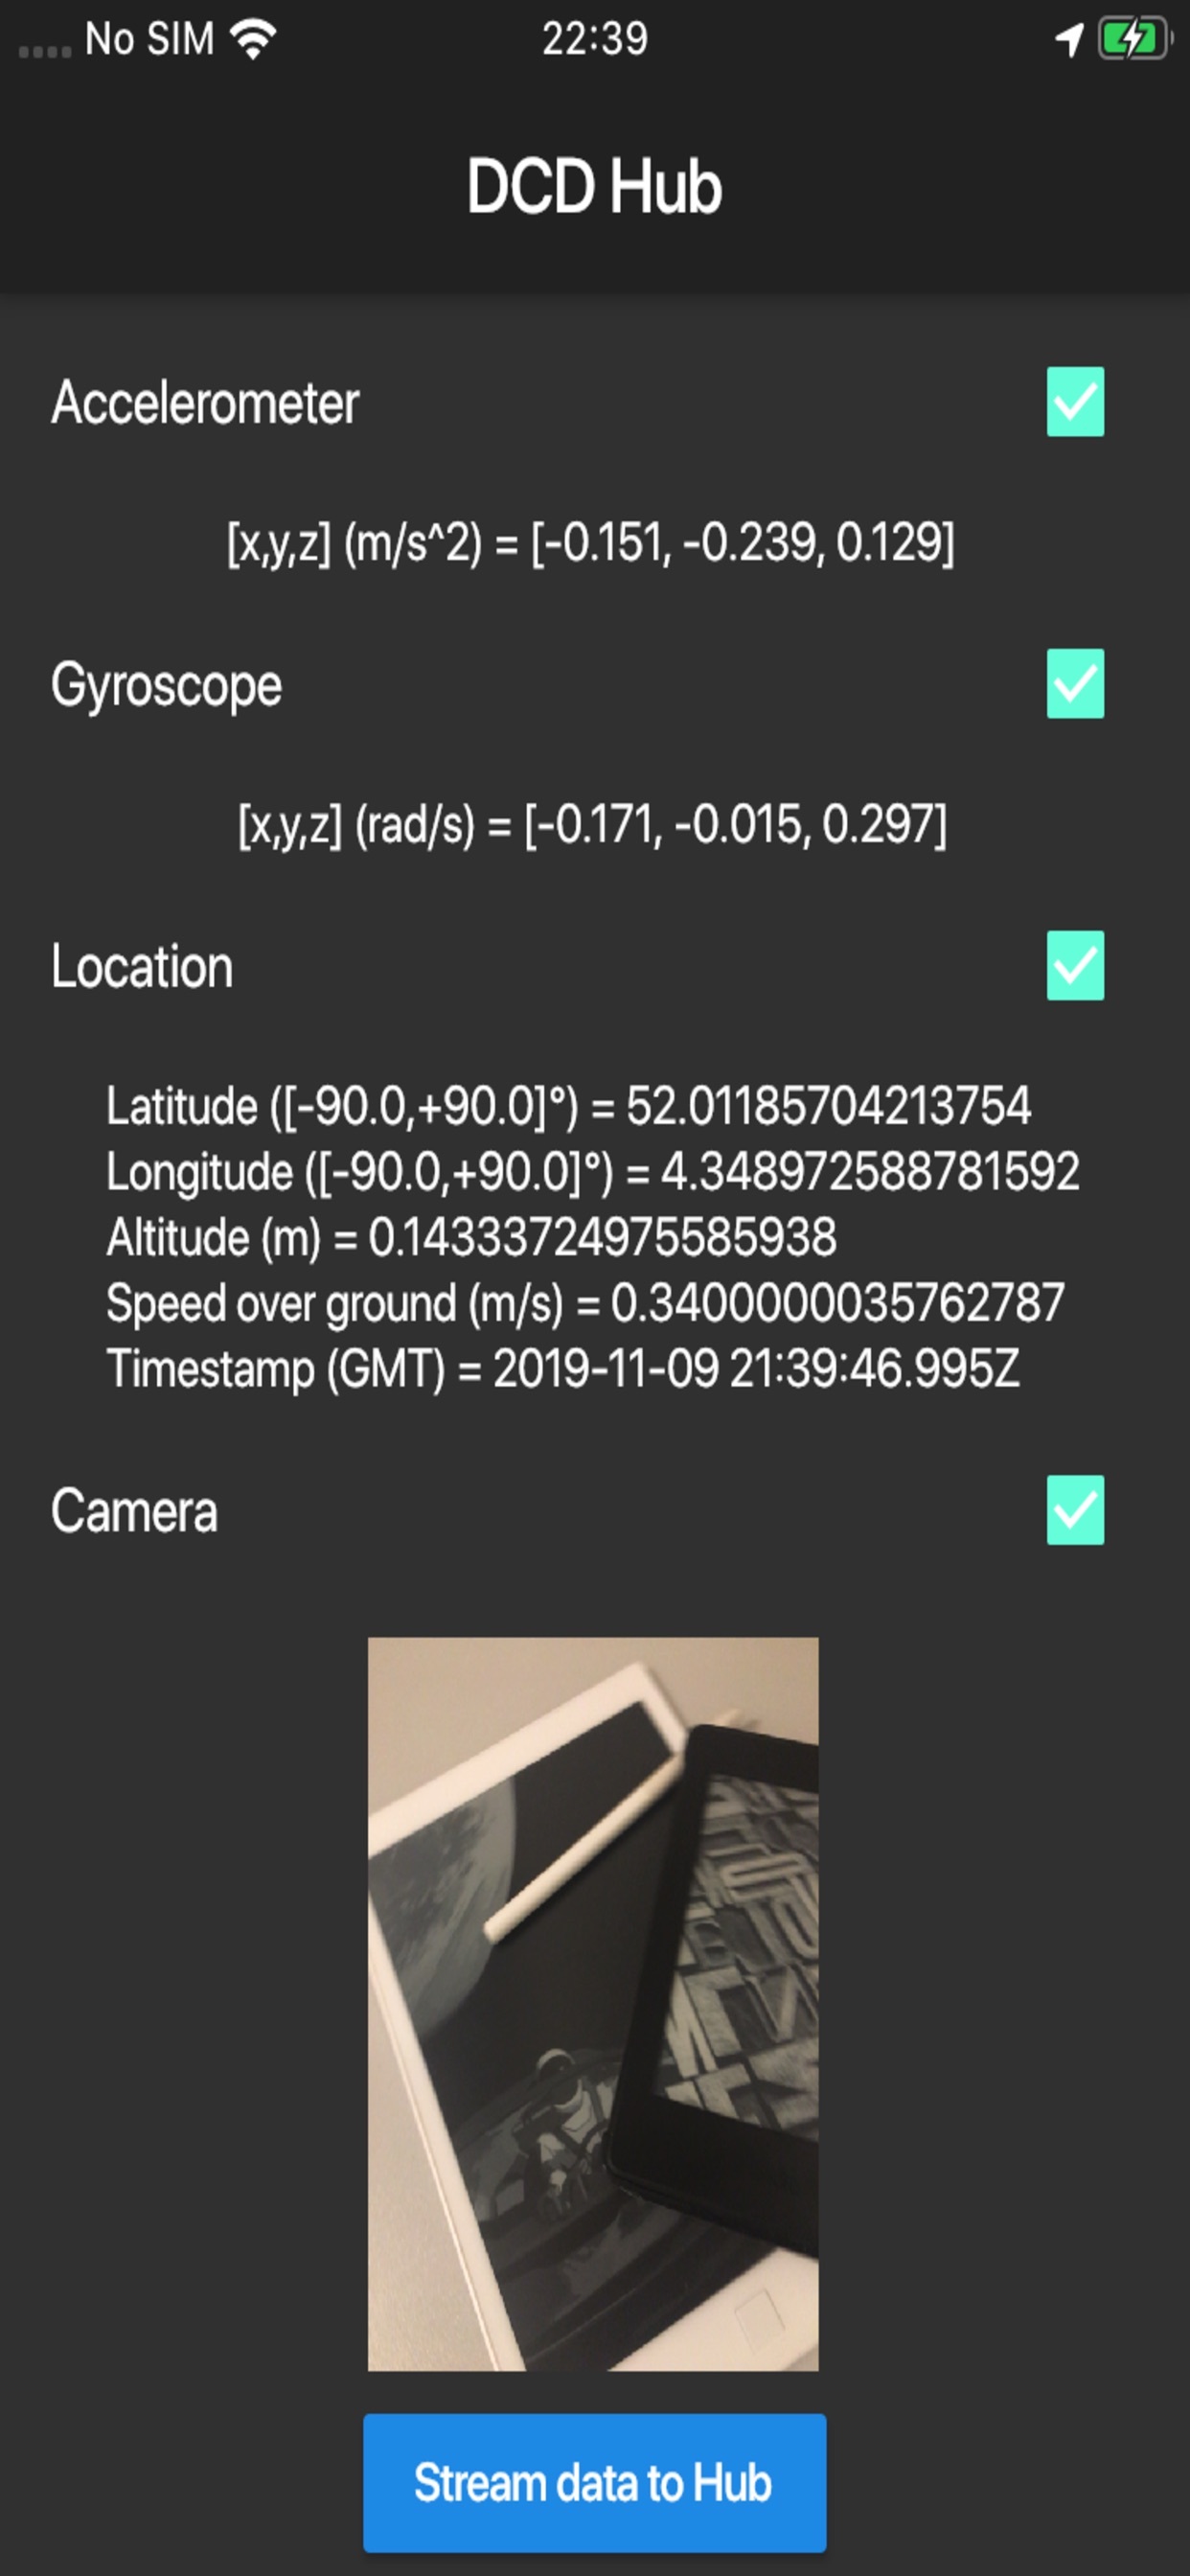 No SIM 22:39
DCD Hub
Accelerometer
[x,y,z] (m/s^2) = [-0.151, -0.239, 0.129]
Gyroscope
[x,y,z] (rad/s) = [-0.171, -0.015, 0.297]
Location
Latitude ([-90.0,+90.0]°) = 52.01185704213754
Longitude ([-90.0,+90.0]°) = 4.348972588781592
Altitude (m) = 0.14333724975585938
Speed over ground (m/s) = 0.3400000035762787
Timestamp (GMT) = 2019-11-09 21:39:46.995Z
Camera
Stream data to Hub